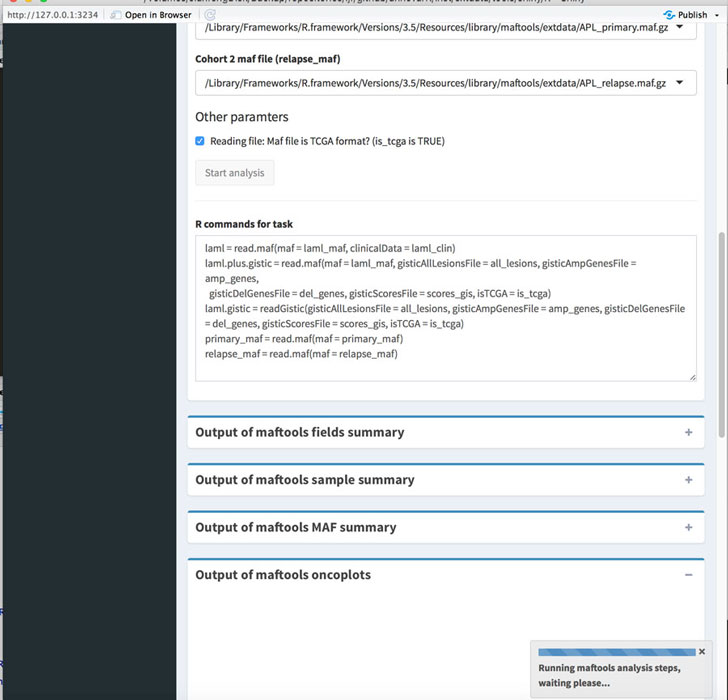 http://127.0.0.1:3234
Open in Browser
Publish
/Library/Frameworks/R.framework/Versions/3.5/Resources/library/maftools/extdata/APL_primary.maf.gz
Cohort 2 maf file (relapse_maf)
/Library/Frameworks/R.framework/Versions/3.5/Resources/library/maftools/extdata/APL_relapse.maf.gz
Other paramters
Reading file: Maf file is TCGA format? (is_tcga is TRUE)
Start analysis
R commands for task
laml = read.maf(maf = laml_maf, clinicalData = laml_clin)
laml.plus.gistic = read.maf(maf = laml_maf, gisticAllLesionsFile = all_lesions, gisticAmpGenesFile =
amp_genes,
gisticDelGenesFile = del_genes, gisticScoresFile = scores_gis, isTCGA = is_tcga)
laml.gistic = readGistic(gisticAllLesionsFile = all_lesions, gisticAmpGenesFile = amp_genes, gisticDelGenesFile
= del_genes, gisticScoresFile = scores_gis, isTCGA = is_tcga)
primary_maf = read.maf(maf = primary_maf)
relapse_maf = read.maf(maf = relapse_maf)
Output of maftools fields summary
Output of maftools sample summary
Output of maftools MAF summary
Output of maftools oncoplots
Running maftools analysis steps,
waiting please...